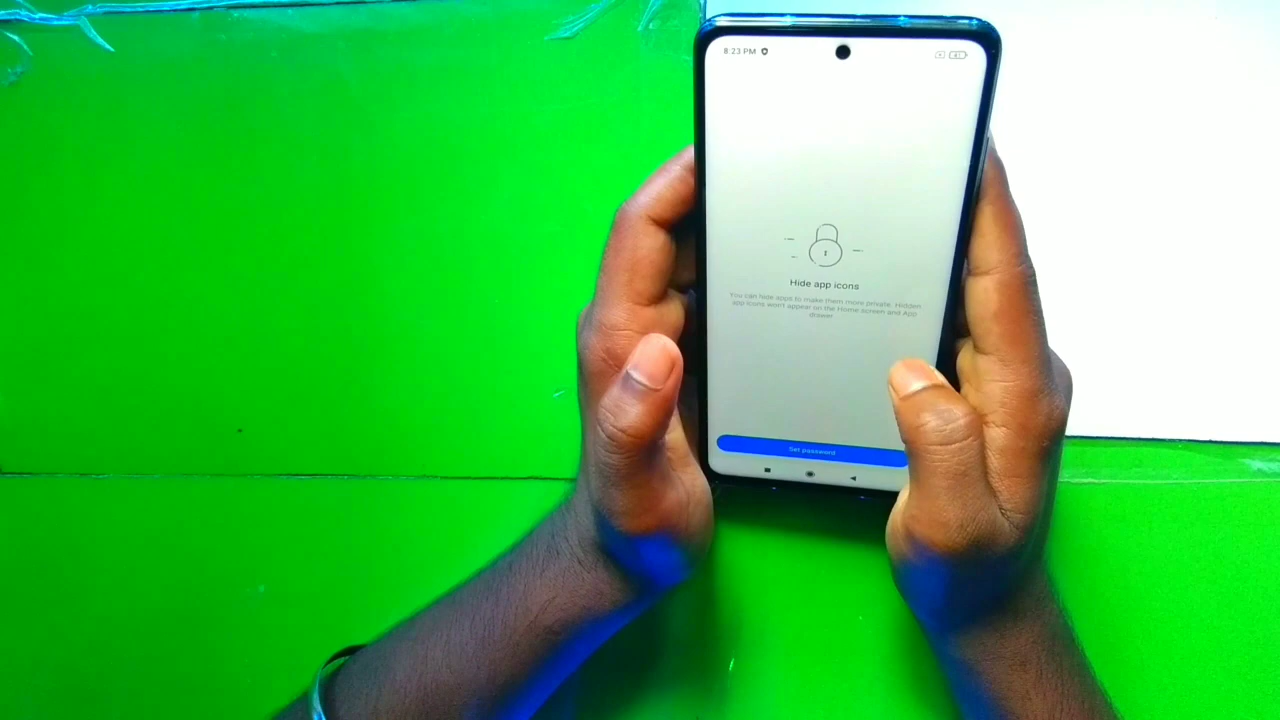 8:23 PM
Hide app icons
You can hide apps to make them more private. Hidden
app icons won't appear on the Home screen and App
drawer
Set password